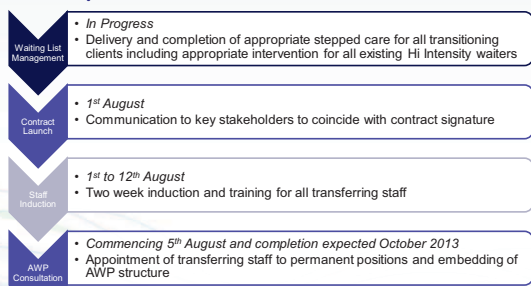 Waiting List
Management
• In Progress
• Delivery and completion of appropriate stepped care for all transitioning
clients including appropriate intervention for all existing Hi Intensity waiters
Contract
Launch
• 1st August
• Communication to key stakeholders to coincide with contract signature
Staff
Induction
• 1st to 12th August
• Two week induction and training for all transferring staff
AWP
Consultation
• Commencing 5th August and completion expected October 2013
• Appointment of transferring staff to permanent positions and embedding of
AWP structure